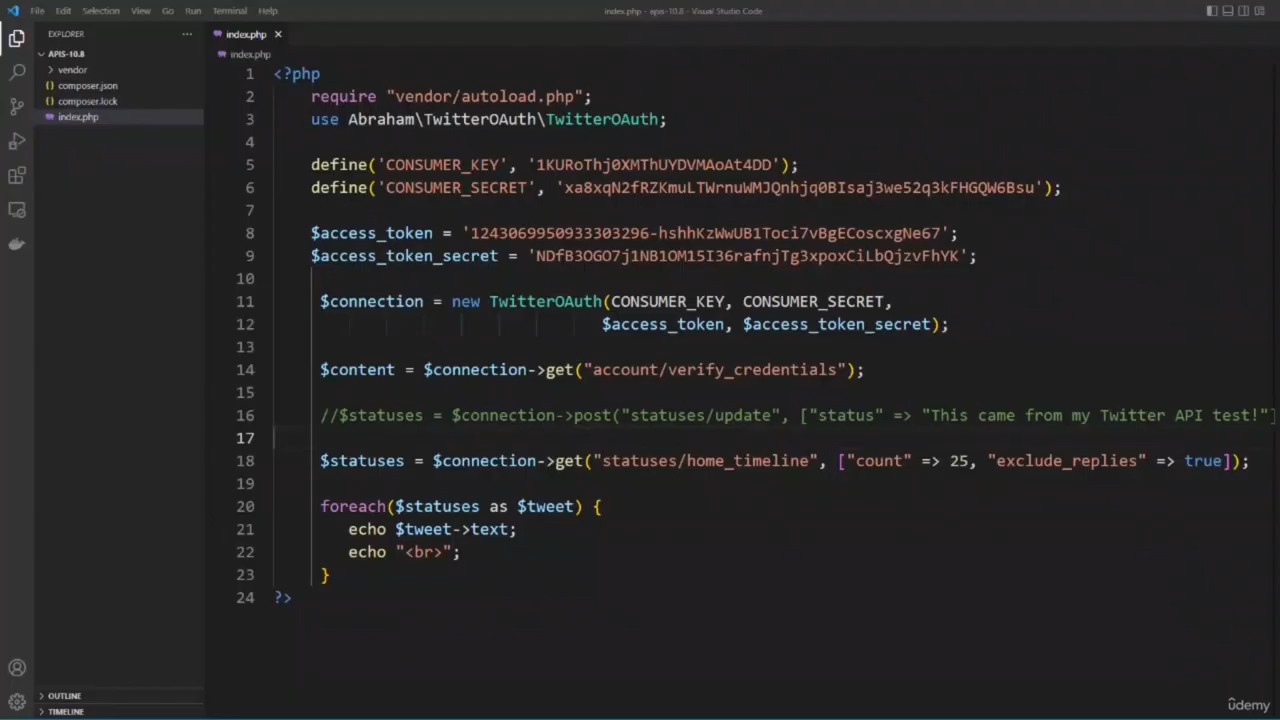 File Edit Selection View Go Run Terminal Help
index.php - apis-10.8 - Visual Studio Code
EXPLORER
APIS-10.8
vendor
composer.json
composer.lock
index.php
index.php
index.php
1 <?php
2 require "vendor/autoload.php";
3 use Abraham\TwitterOAuth\TwitterOAuth;
4
5 define('CONSUMER_KEY', '1KURoThj0XMThUYDVMAoAt4DD');
6 define('CONSUMER_SECRET', 'xa8xqN2fRZKmuLTWrnuWMJQnhjq0BIsaj3we52q3kFHGQW6Bsu');
7
8 $access_token = '1243069950933303296-hshhKzWwUB1Toci7vBgECoscxgNe67';
9 $access_token_secret = 'NDfB3OGO7j1NB1OM15I36rafnjTg3xpoxCiLbQjzvFhYK';
10
11 $connection = new TwitterOAuth(CONSUMER_KEY, CONSUMER_SECRET,
12 $access_token, $access_token_secret);
13
14 $content = $connection->get("account/verify_credentials");
15
16 //$statuses = $connection->post("statuses/update", ["status" => "This came from my Twitter API test!"]
17
18 $statuses = $connection->get("statuses/home_timeline", ["count" => 25, "exclude_replies" => true]);
19
20 foreach($statuses as $tweet) {
21 echo $tweet->text;
22 echo "<br>";
23 }
24 ?>
OUTLINE
TIMELINE
ûdemy